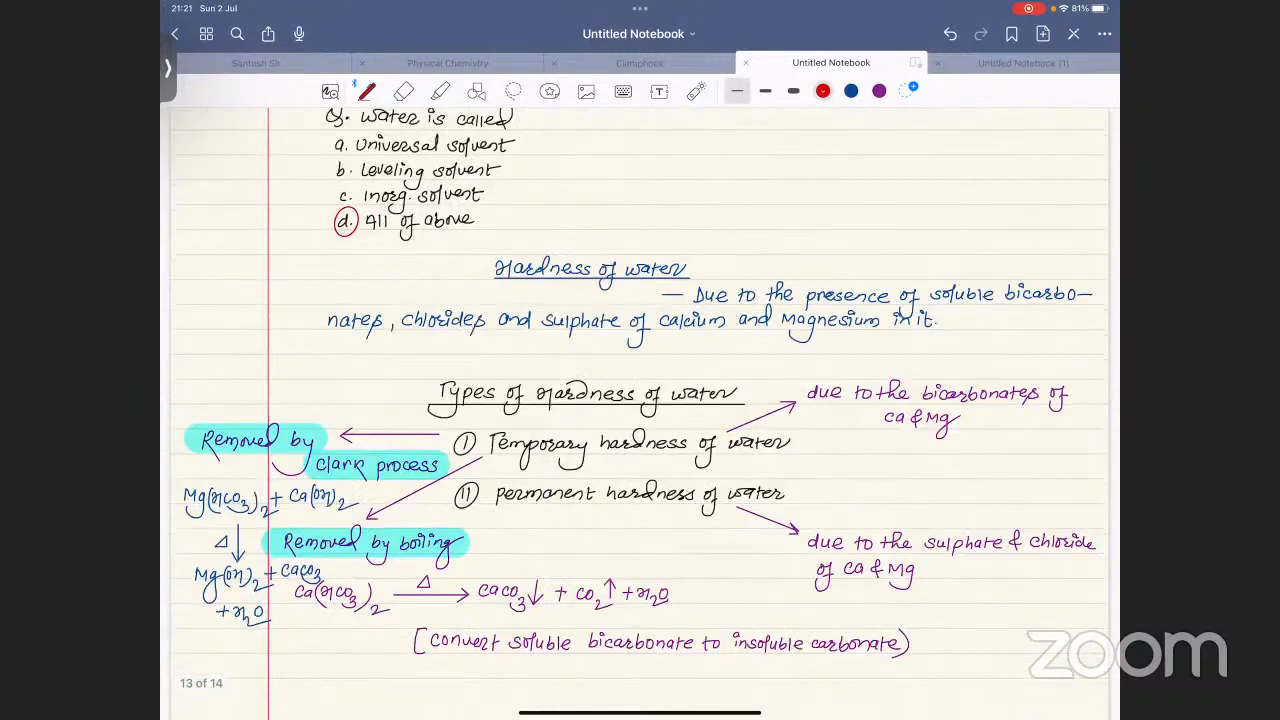 21:21 Sun 2 Jul
81%
Untitled Notebook
Santosh Sir
Physical Chemistry
Clamphook
Untitled Notebook
Untitled Notebook (1)
Q. Water is called
a. Universal solvent
b. Leveling solvent
c. Inorg. solvent
d. All of above
Hardness of water
— Due to the presence of soluble bicarbo-
nates, chlorides and sulphate of calcium and Magnesium in it.
Types of Hardness of water
due to the bicarbonates of
Ca & Mg
Removed by
Clark process
(I) Temporary hardness of water
(II) permanent hardness of water
Mg(HCO3)2 + Ca(OH)2
Δ
Removed by boiling
due to the sulphate & chloride
of Ca & Mg
Mg(OH)2 + CaCO3
+ H2O
Ca(HCO3)2 —Δ→ CaCO3↓ + CO2↑ + H2O
[convert soluble bicarbonate to insoluble carbonate)
zoom
13 of 14